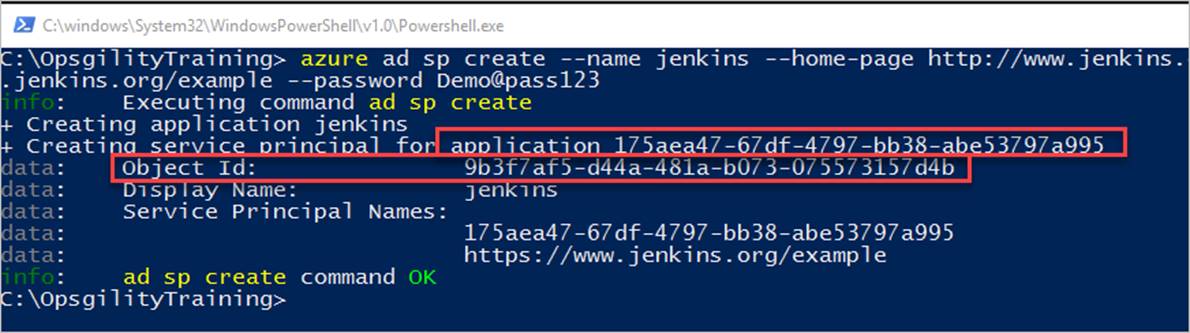 C:\windows\System32\WindowsPowerShell\v1.0\Powershell.exe
C:\OpsgilityTraining> azure ad sp create --name jenkins --home-page http://www.jenkins.
.jenkins.org/example --password Demo@pass123
info:    Executing command ad sp create
+ Creating application jenkins
+ Creating service principal for application 175aea47-67df-4797-bb38-abe53797a995
data:    Object Id:               9b3f7af5-d44a-481a-b073-075573157d4b
data:    Display Name:            jenkins
data:    Service Principal Names:
data:                             175aea47-67df-4797-bb38-abe53797a995
data:                             https://www.jenkins.org/example
info:    ad sp create command OK
C:\OpsgilityTraining>